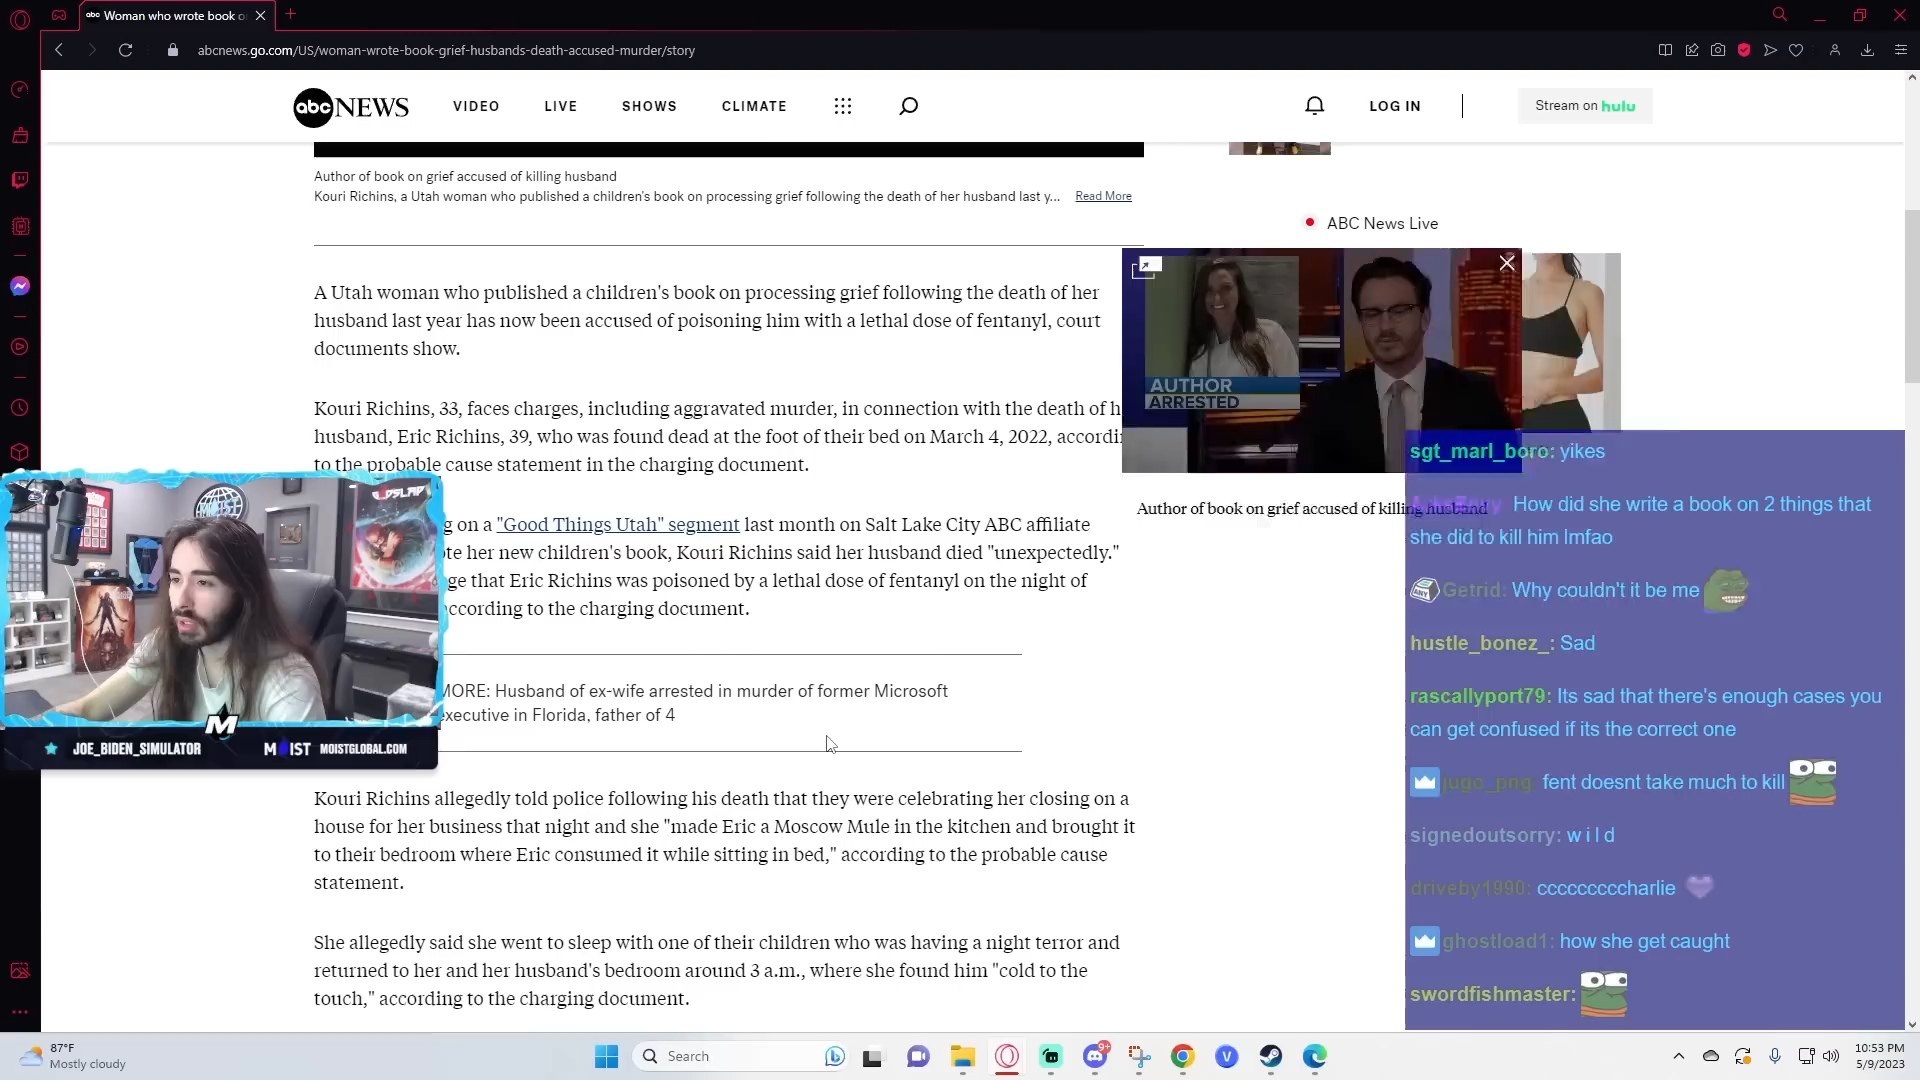 abc Woman who wrote book o
abcnews.go.com/US/woman-wrote-book-grief-husbands-death-accused-murder/story
abc NEWS VIDEO LIVE SHOWS CLIMATE LOG IN Stream on hulu
Author of book on grief accused of killing husband
Kouri Richins, a Utah woman who published a children's book on processing grief following the death of her husband last y... Read More
ABC News Live
A Utah woman who published a children's book on processing grief following the death of her
husband last year has now been accused of poisoning him with a lethal dose of fentanyl, court
documents show.
AUTHOR
ARRESTED
Kouri Richins, 33, faces charges, including aggravated murder, in connection with the death of h
husband, Eric Richins, 39, who was found dead at the foot of their bed on March 4, 2022, accordin
to the probable cause statement in the charging document.
Author of book on grief accused of killing husband
g on a "Good Things Utah" segment last month on Salt Lake City ABC affiliate
te her new children's book, Kouri Richins said her husband died "unexpectedly."
ge that Eric Richins was poisoned by a lethal dose of fentanyl on the night of
ccording to the charging document.
MORE: Husband of ex-wife arrested in murder of former Microsoft
executive in Florida, father of 4
Kouri Richins allegedly told police following his death that they were celebrating her closing on a
house for her business that night and she "made Eric a Moscow Mule in the kitchen and brought it
to their bedroom where Eric consumed it while sitting in bed," according to the probable cause
statement.
She allegedly said she went to sleep with one of their children who was having a night terror and
returned to her and her husband's bedroom around 3 a.m., where she found him "cold to the
touch," according to the charging document.
UPSLAP
M
JOE_BIDEN_SIMULATOR MOIST MOISTGLOBAL.COM
sgt_marl_boro: yikes
How did she write a book on 2 things that
she did to kill him lmfao
ANY Getrid: Why couldn't it be me
hustle_bonez_: Sad
rascallyport79: Its sad that there's enough cases you
can get confused if its the correct one
jugo_png: fent doesnt take much to kill
signedoutsorry: w i l d
driveby1990: ccccccccccharlie
ghostload1: how she get caught
swordfishmaster:
87°F
Mostly cloudy
Search
9+
V
10:53 PM
5/9/2023